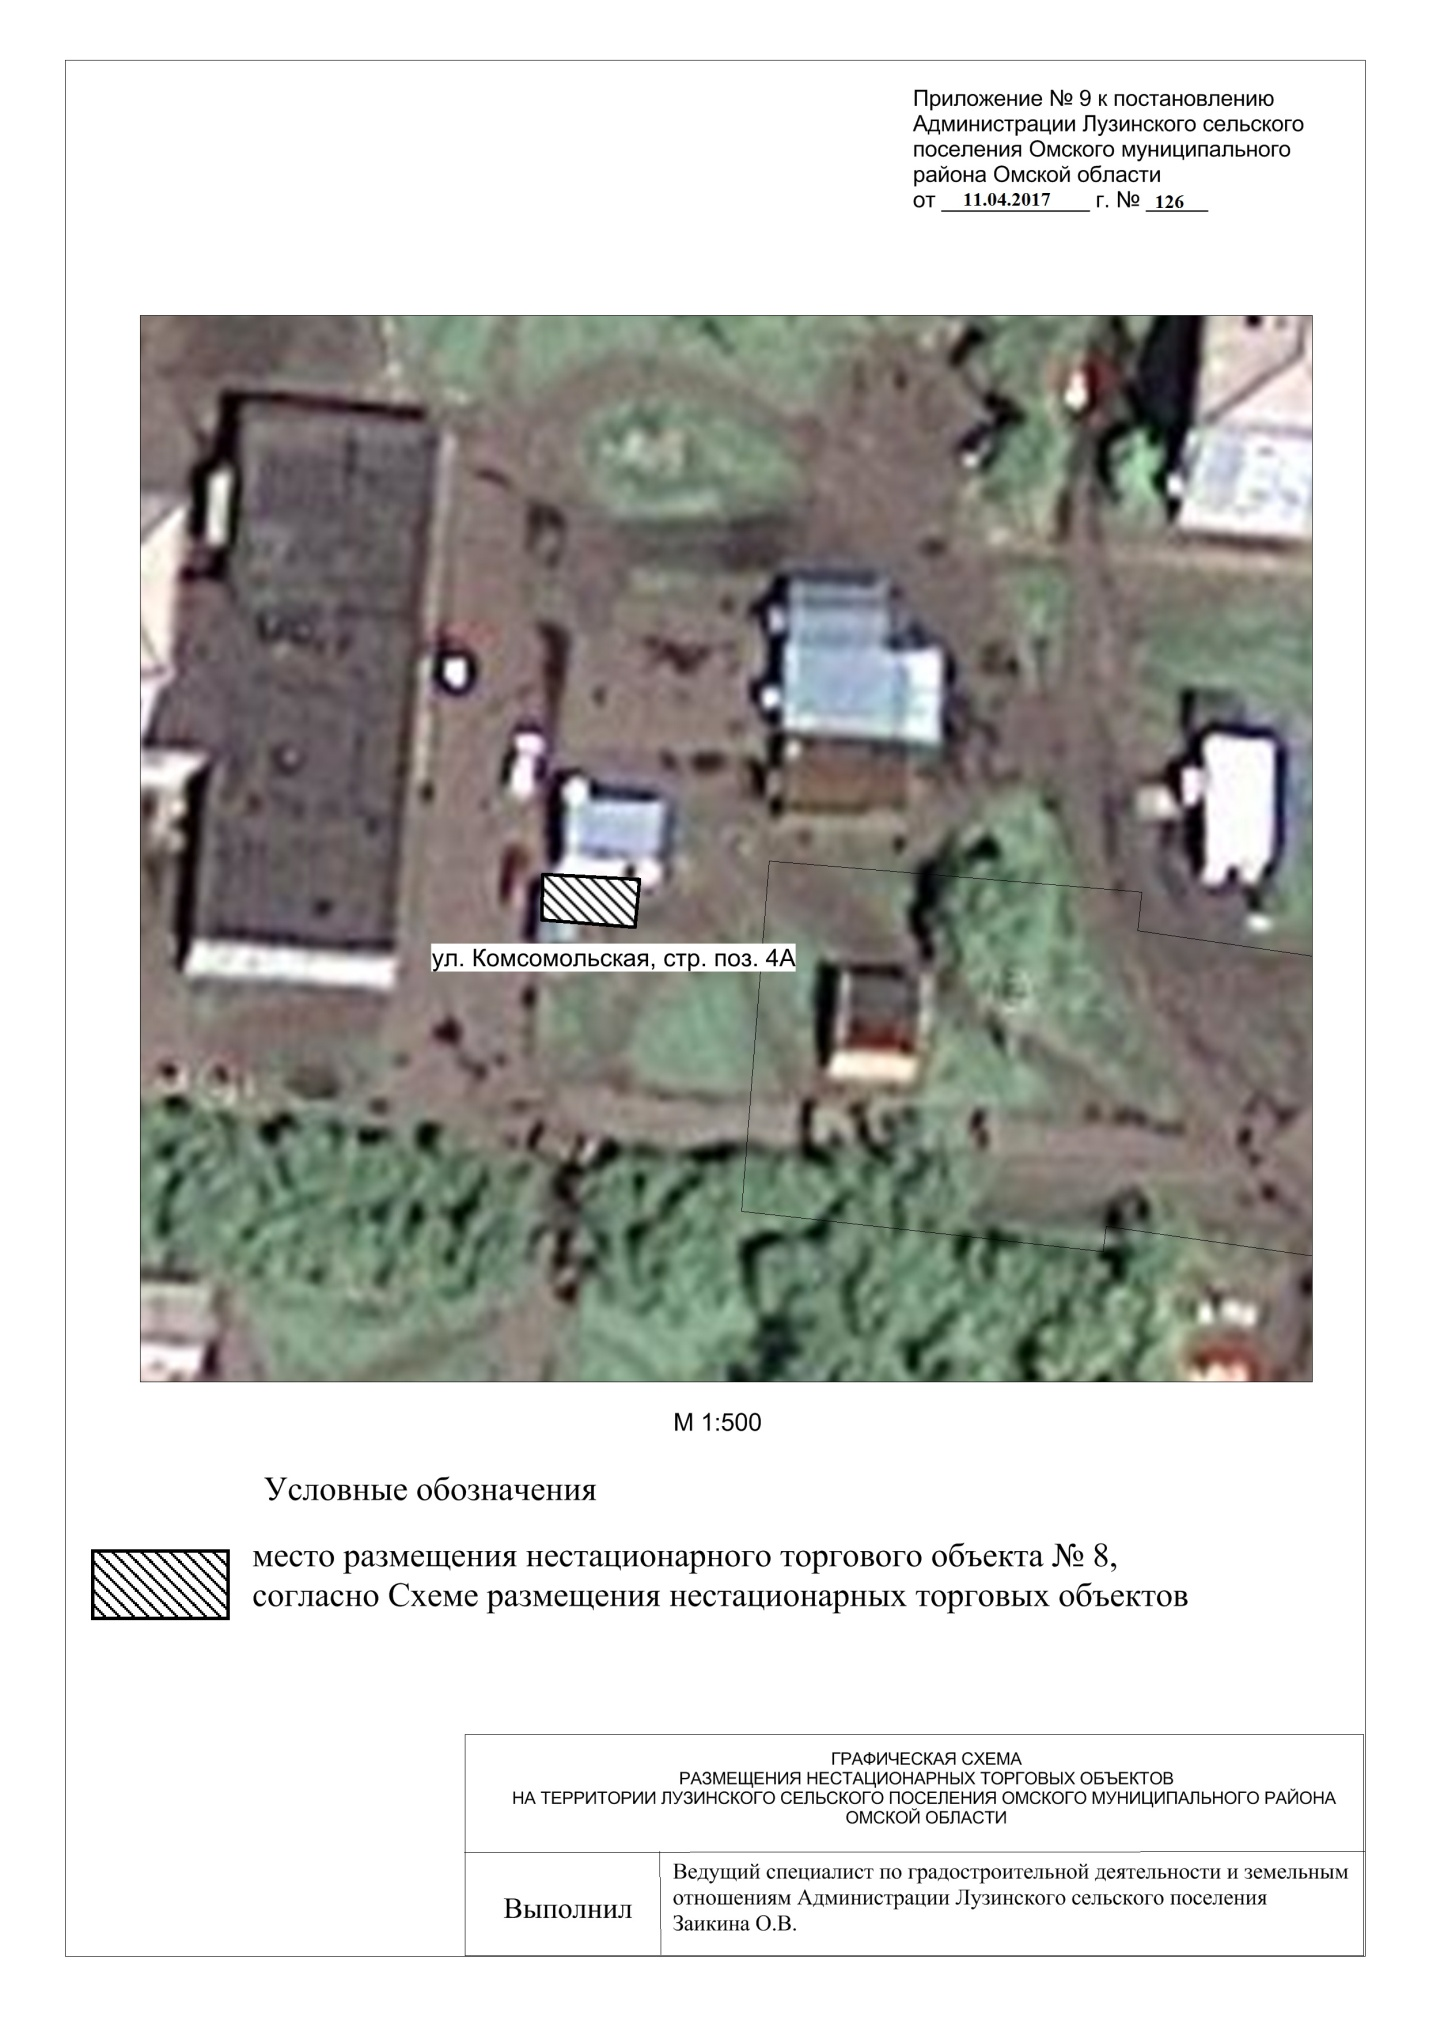 Приложение № 9 к постановлению
Администрации Лузинского сельского
поселения Омского муниципального
района Омской области
от 11.04.2017 г. № 126
ул. Комсомольская, стр. поз. 4А
М 1:500
Условные обозначения
место размещения нестационарного торгового объекта № 8,
согласно Схеме размещения нестационарных торговых объектов
ГРАФИЧЕСКАЯ СХЕМА
РАЗМЕЩЕНИЯ НЕСТАЦИОНАРНЫХ ТОРГОВЫХ ОБЪЕКТОВ
НА ТЕРРИТОРИИ ЛУЗИНСКОГО СЕЛЬСКОГО ПОСЕЛЕНИЯ ОМСКОГО МУНИЦИПАЛЬНОГО РАЙОНА
ОМСКОЙ ОБЛАСТИ
Выполнил
Ведущий специалист по градостроительной деятельности и земельным
отношениям Администрации Лузинского сельского поселения
Заикина О.В.